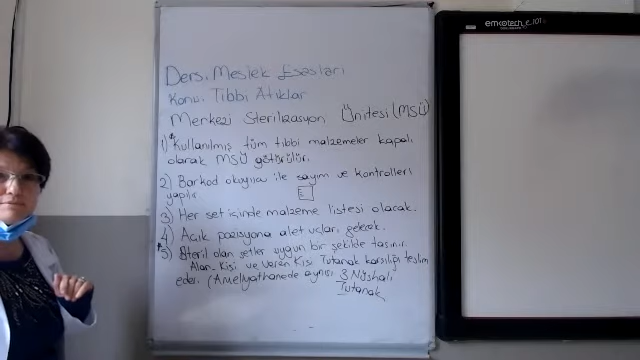 Ders. Meslek Esasları
Konu. Tıbbi Atıklar
Merkezi Sterilizasyon Ünitesi (MSÜ)
1) Kullanılmış tüm tıbbi malzemeler kapalı
olarak MSÜ götürülür.
2) Barkod okuyucu ile sayım ve kontrolleri
yapılır
3) Her set içinde malzeme listesi olacak.
4) Açık pozisyona alet uçları gelecek.
5) Steril olan setler uygun bir şekilde taşınır.
Alan Kişi ve Veren Kişi Tutanak karşılığı teslim
eder. (Ameliyathanede aynısı 3 Nüshalı
Tutanak
emkotech e.101